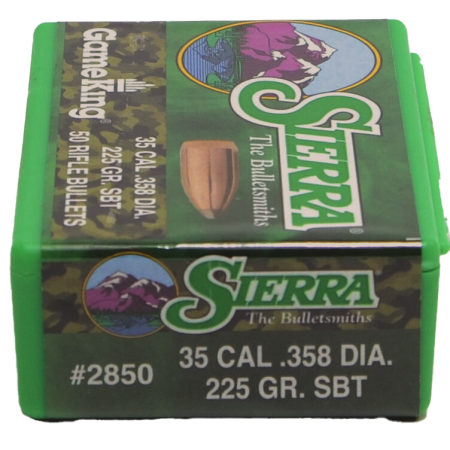 GameKing®
35 CAL .358 DIA.
225 GR. SBT
50 RIFLE BULLETS
SIERRA®
The Bulletsmiths
SIERRA
The Bulletsmiths
#2850
35 CAL .358 DIA.
225 GR. SBT